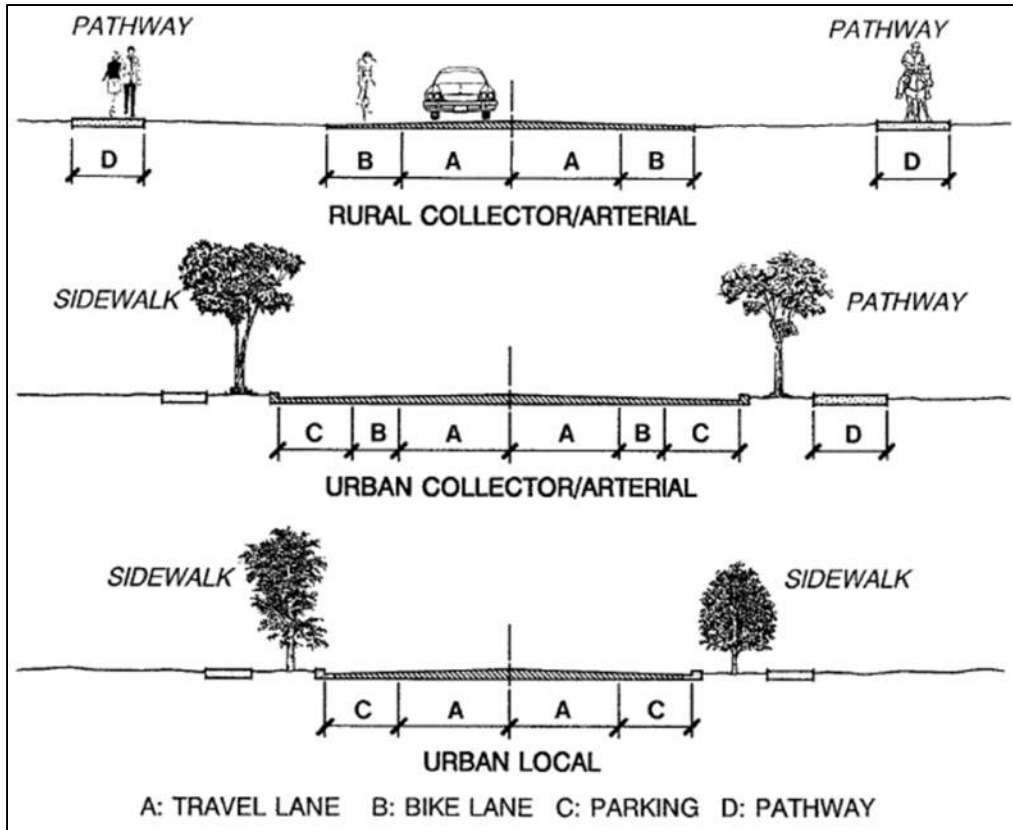 PATHWAY PATHWAY
D B A A B D
RURAL COLLECTOR/ARTERIAL
SIDEWALK PATHWAY
C B A A B C D
URBAN COLLECTOR/ARTERIAL
SIDEWALK SIDEWALK
C A A C
URBAN LOCAL
A: TRAVEL LANE B: BIKE LANE C: PARKING D: PATHWAY